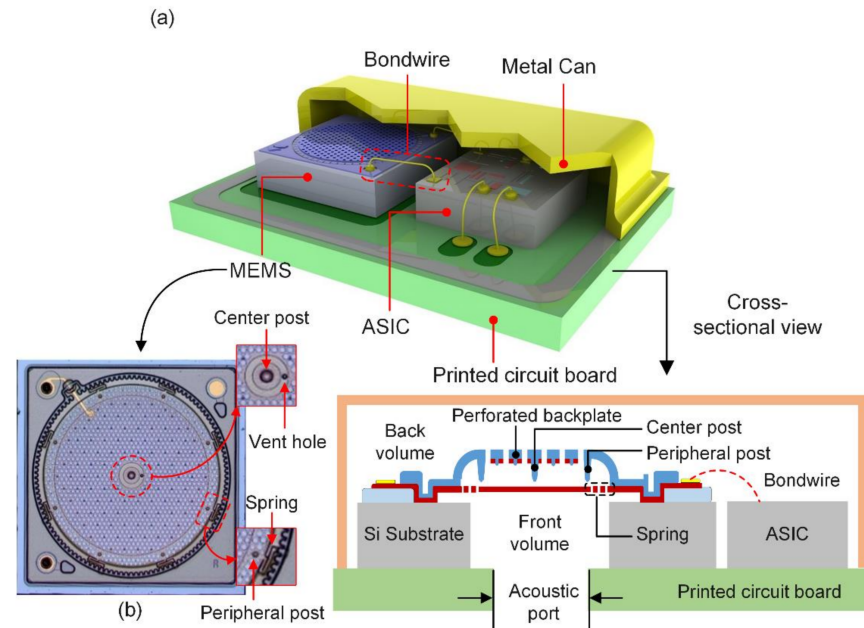 (a)
Bondwire
Metal Can
MEMS
ASIC
Printed circuit board
Cross-
sectional view
Center post
Vent hole
Spring
Peripheral post
(b)
Perforated backplate
Center post
Back
volume
Peripheral post
Bondwire
Si Substrate
Front
volume
Spring
ASIC
Acoustic
port
Printed circuit board